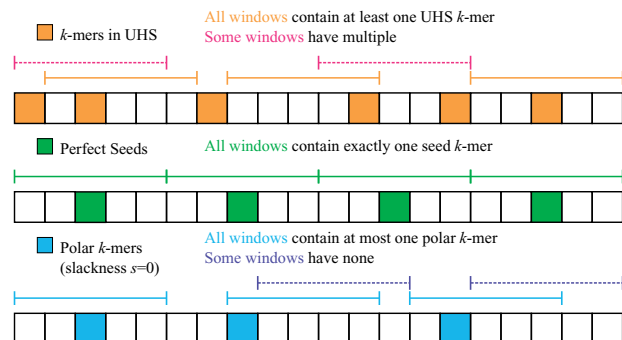 k-mers in UHS
All windows contain at least one UHS k-mer
Some windows have multiple
Perfect Seeds
All windows contain exactly one seed k-mer
Polar k-mers
(slackness s=0)
All windows contain at most one polar k-mer
Some windows have none